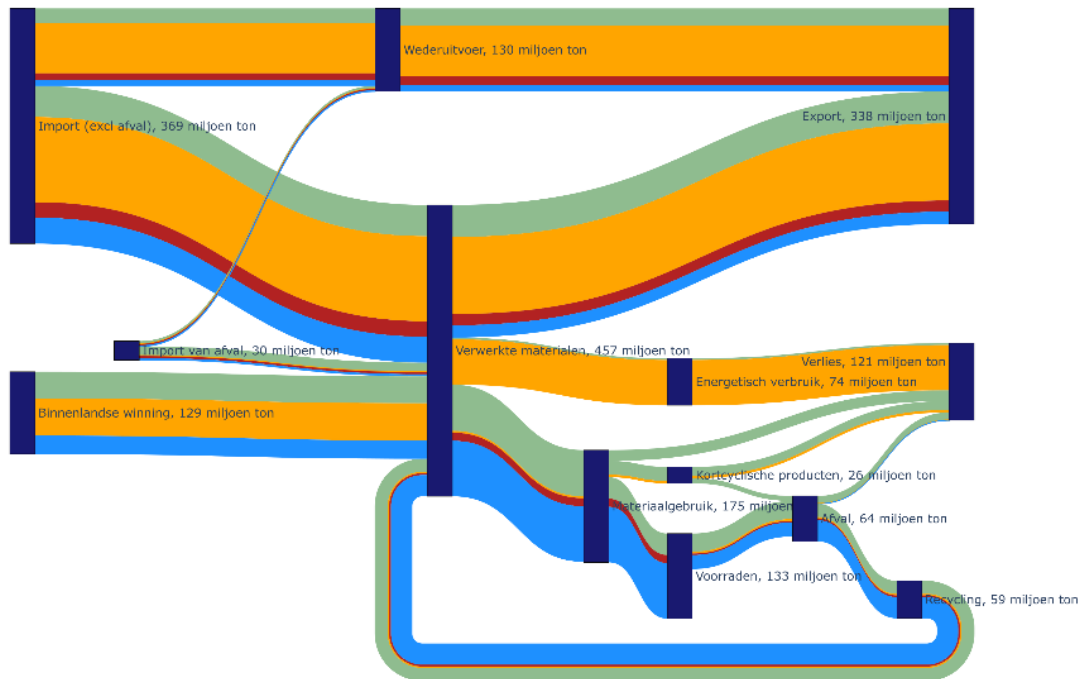 Wederuitvoer, 130 miljoen ton
Import (excl afval), 369 miljoen ton
Export, 338 miljoen ton
Import van afval, 30 miljoen ton
Verwerkte materialen, 457 miljoen ton
Verlies, 121 miljoen ton
Energetisch verbruik, 74 miljoen ton
Binnenlandse winning, 129 miljoen ton
Kortcyclische producten, 26 miljoen ton
Materiaalgebruik, 175 miljoen
Afval, 64 miljoen ton
Voorraden, 133 miljoen ton
Recycling, 59 miljoen ton